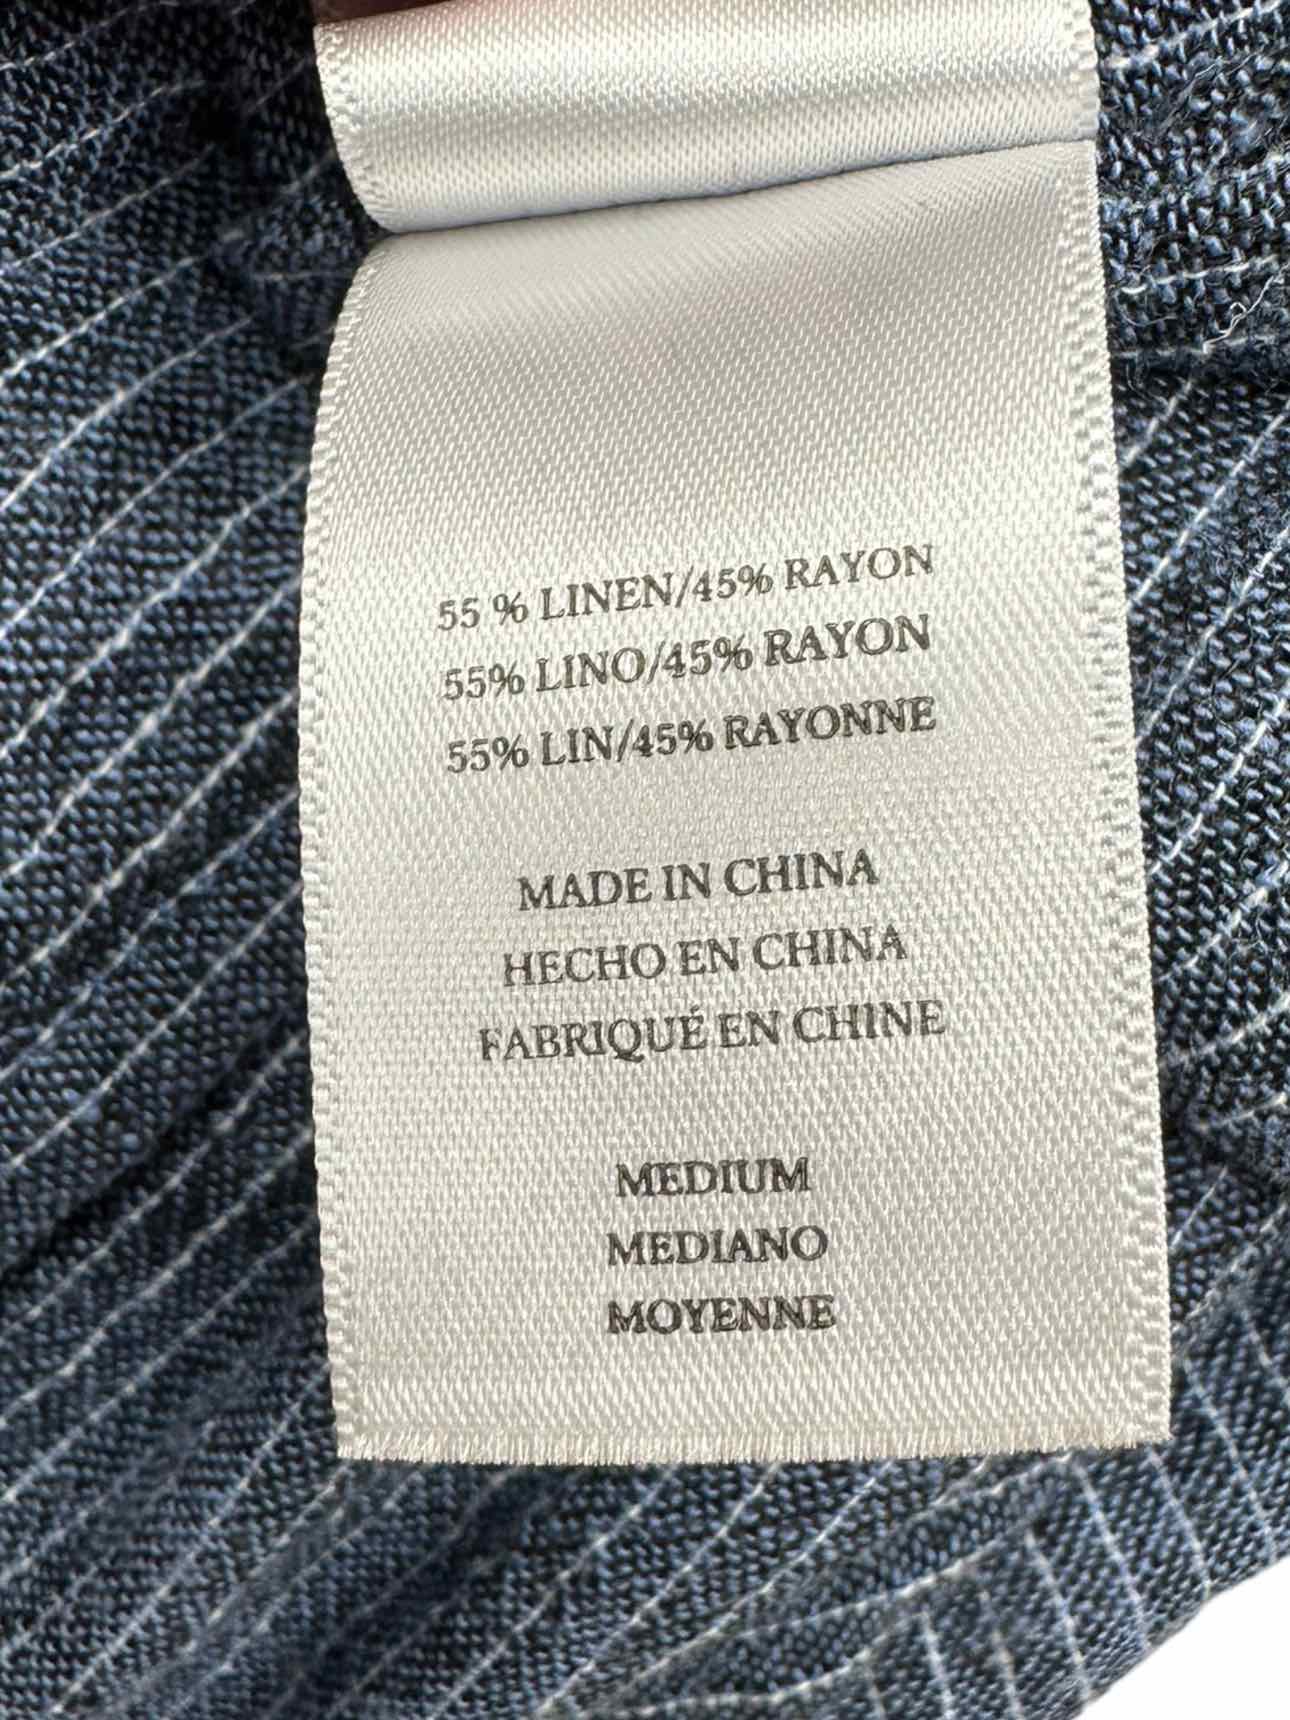 55 % LINEN/45% RAYON
55% LINO/45% RAYON
55% LIN/45% RAYONNE
MADE IN CHINA
HECHO EN CHINA
FABRIQUÉ EN CHINE
MEDIUM
MEDIANO
MOYENNE